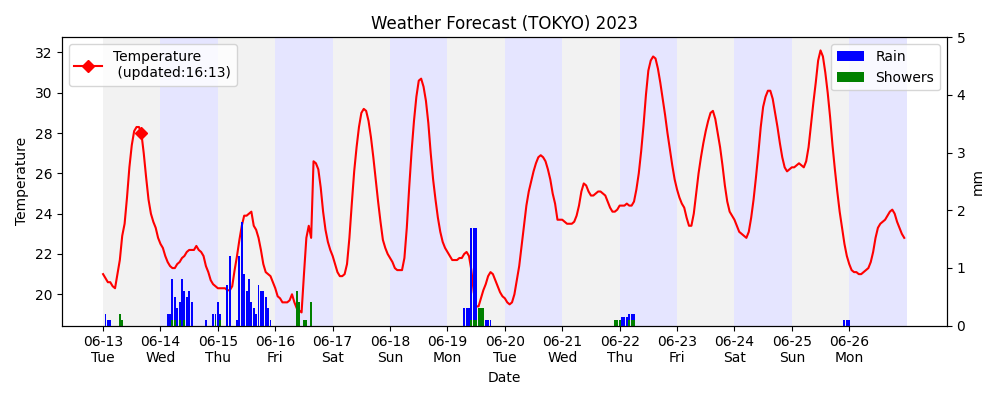 Weather Forecast (TOKYO) 2023
Temperature
(updated:16:13)
Rain
Showers
32
30
28
26
24
22
20
Temperature
5
4
3
2
1
0
mm
06-13 06-14 06-15 06-16 06-17 06-18 06-19 06-20 06-21 06-22 06-23 06-24 06-25 06-26
Tue Wed Thu Fri Sat Sun Mon Tue Wed Thu Fri Sat Sun Mon
Date